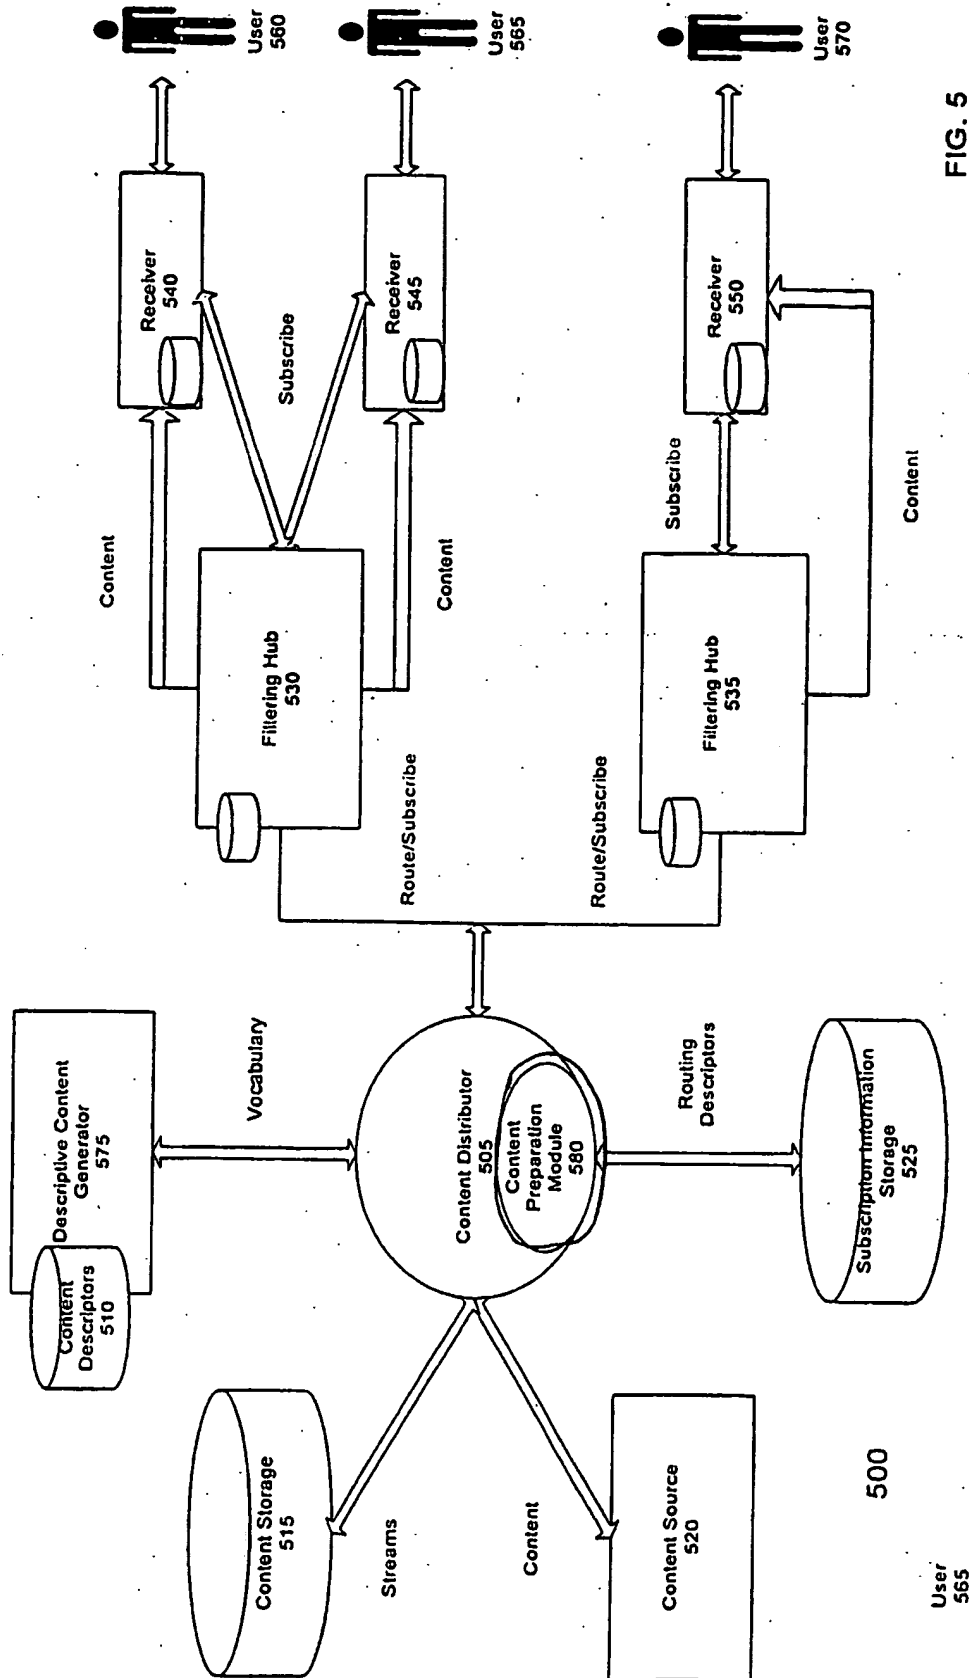 Content Storage
515
Streams
Content
Content Source
520
500
User
565
Content
Descriptors
510
Descriptive Content
Generator
575
Vocabulary
Content Distributor
505
Content
Preparation
Module
580
Routing
Descriptors
Subscription Information
Storage
525
Route/Subscribe
Route/Subscribe
Filtering Hub
530
Filtering Hub
535
Content
Content
Subscribe
Subscribe
Content
Receiver
540
Receiver
545
Receiver
550
User
560
User
565
User
570
FIG. 5